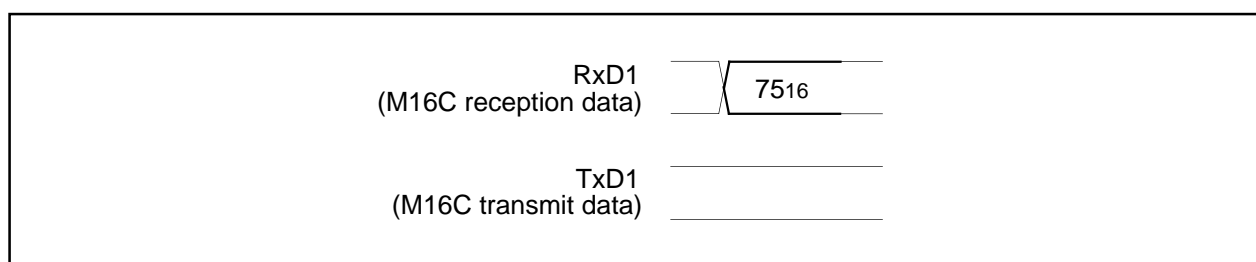 RxD1
(M16C reception data)
7516
TxD1
(M16C transmit data)